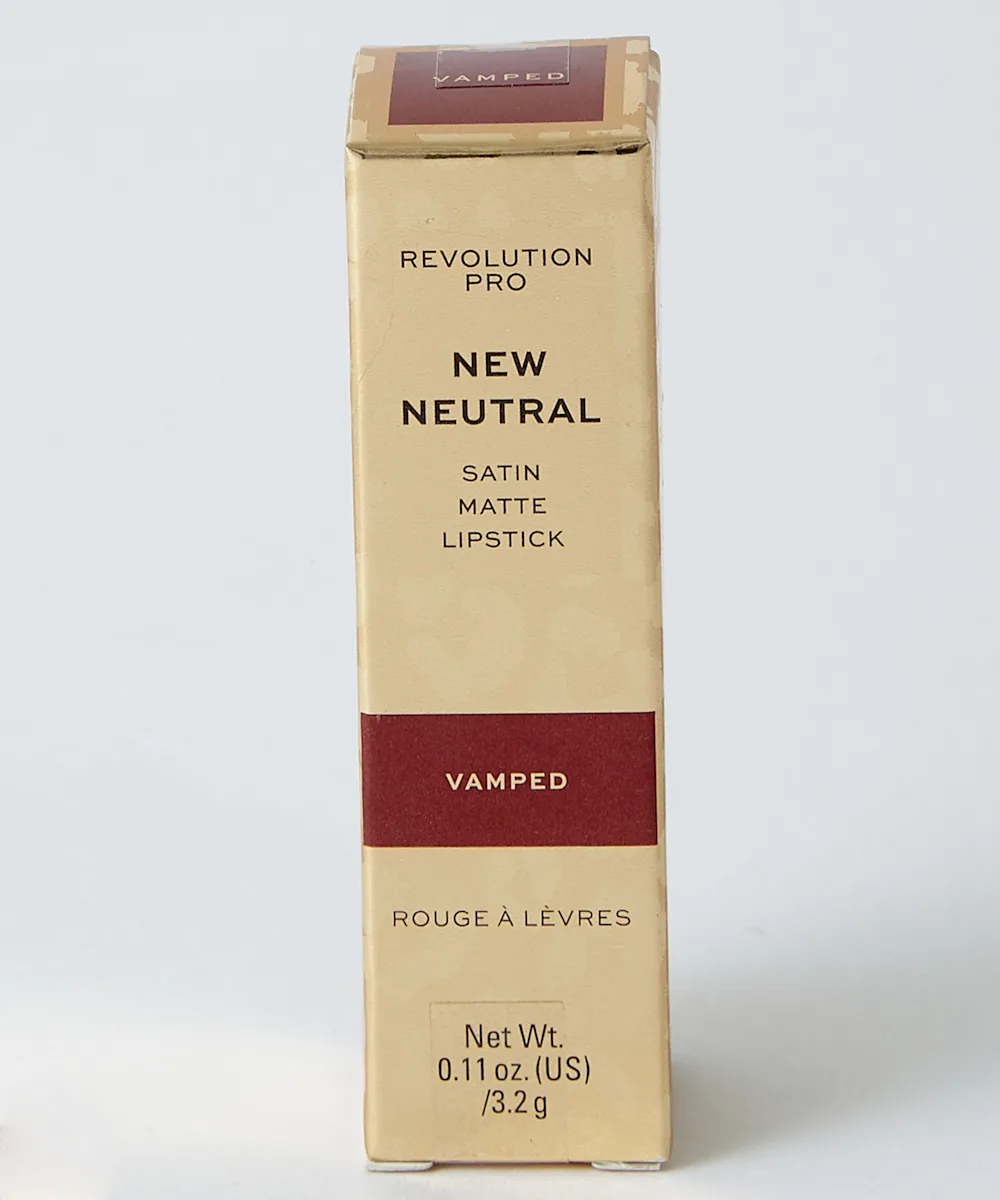 VAMPED
REVOLUTION
PRO
NEW
NEUTRAL
SATIN
MATTE
LIPSTICK
VAMPED
ROUGE À LÈVRES
Net Wt.
0.11 oz. (US)
/3.2 g